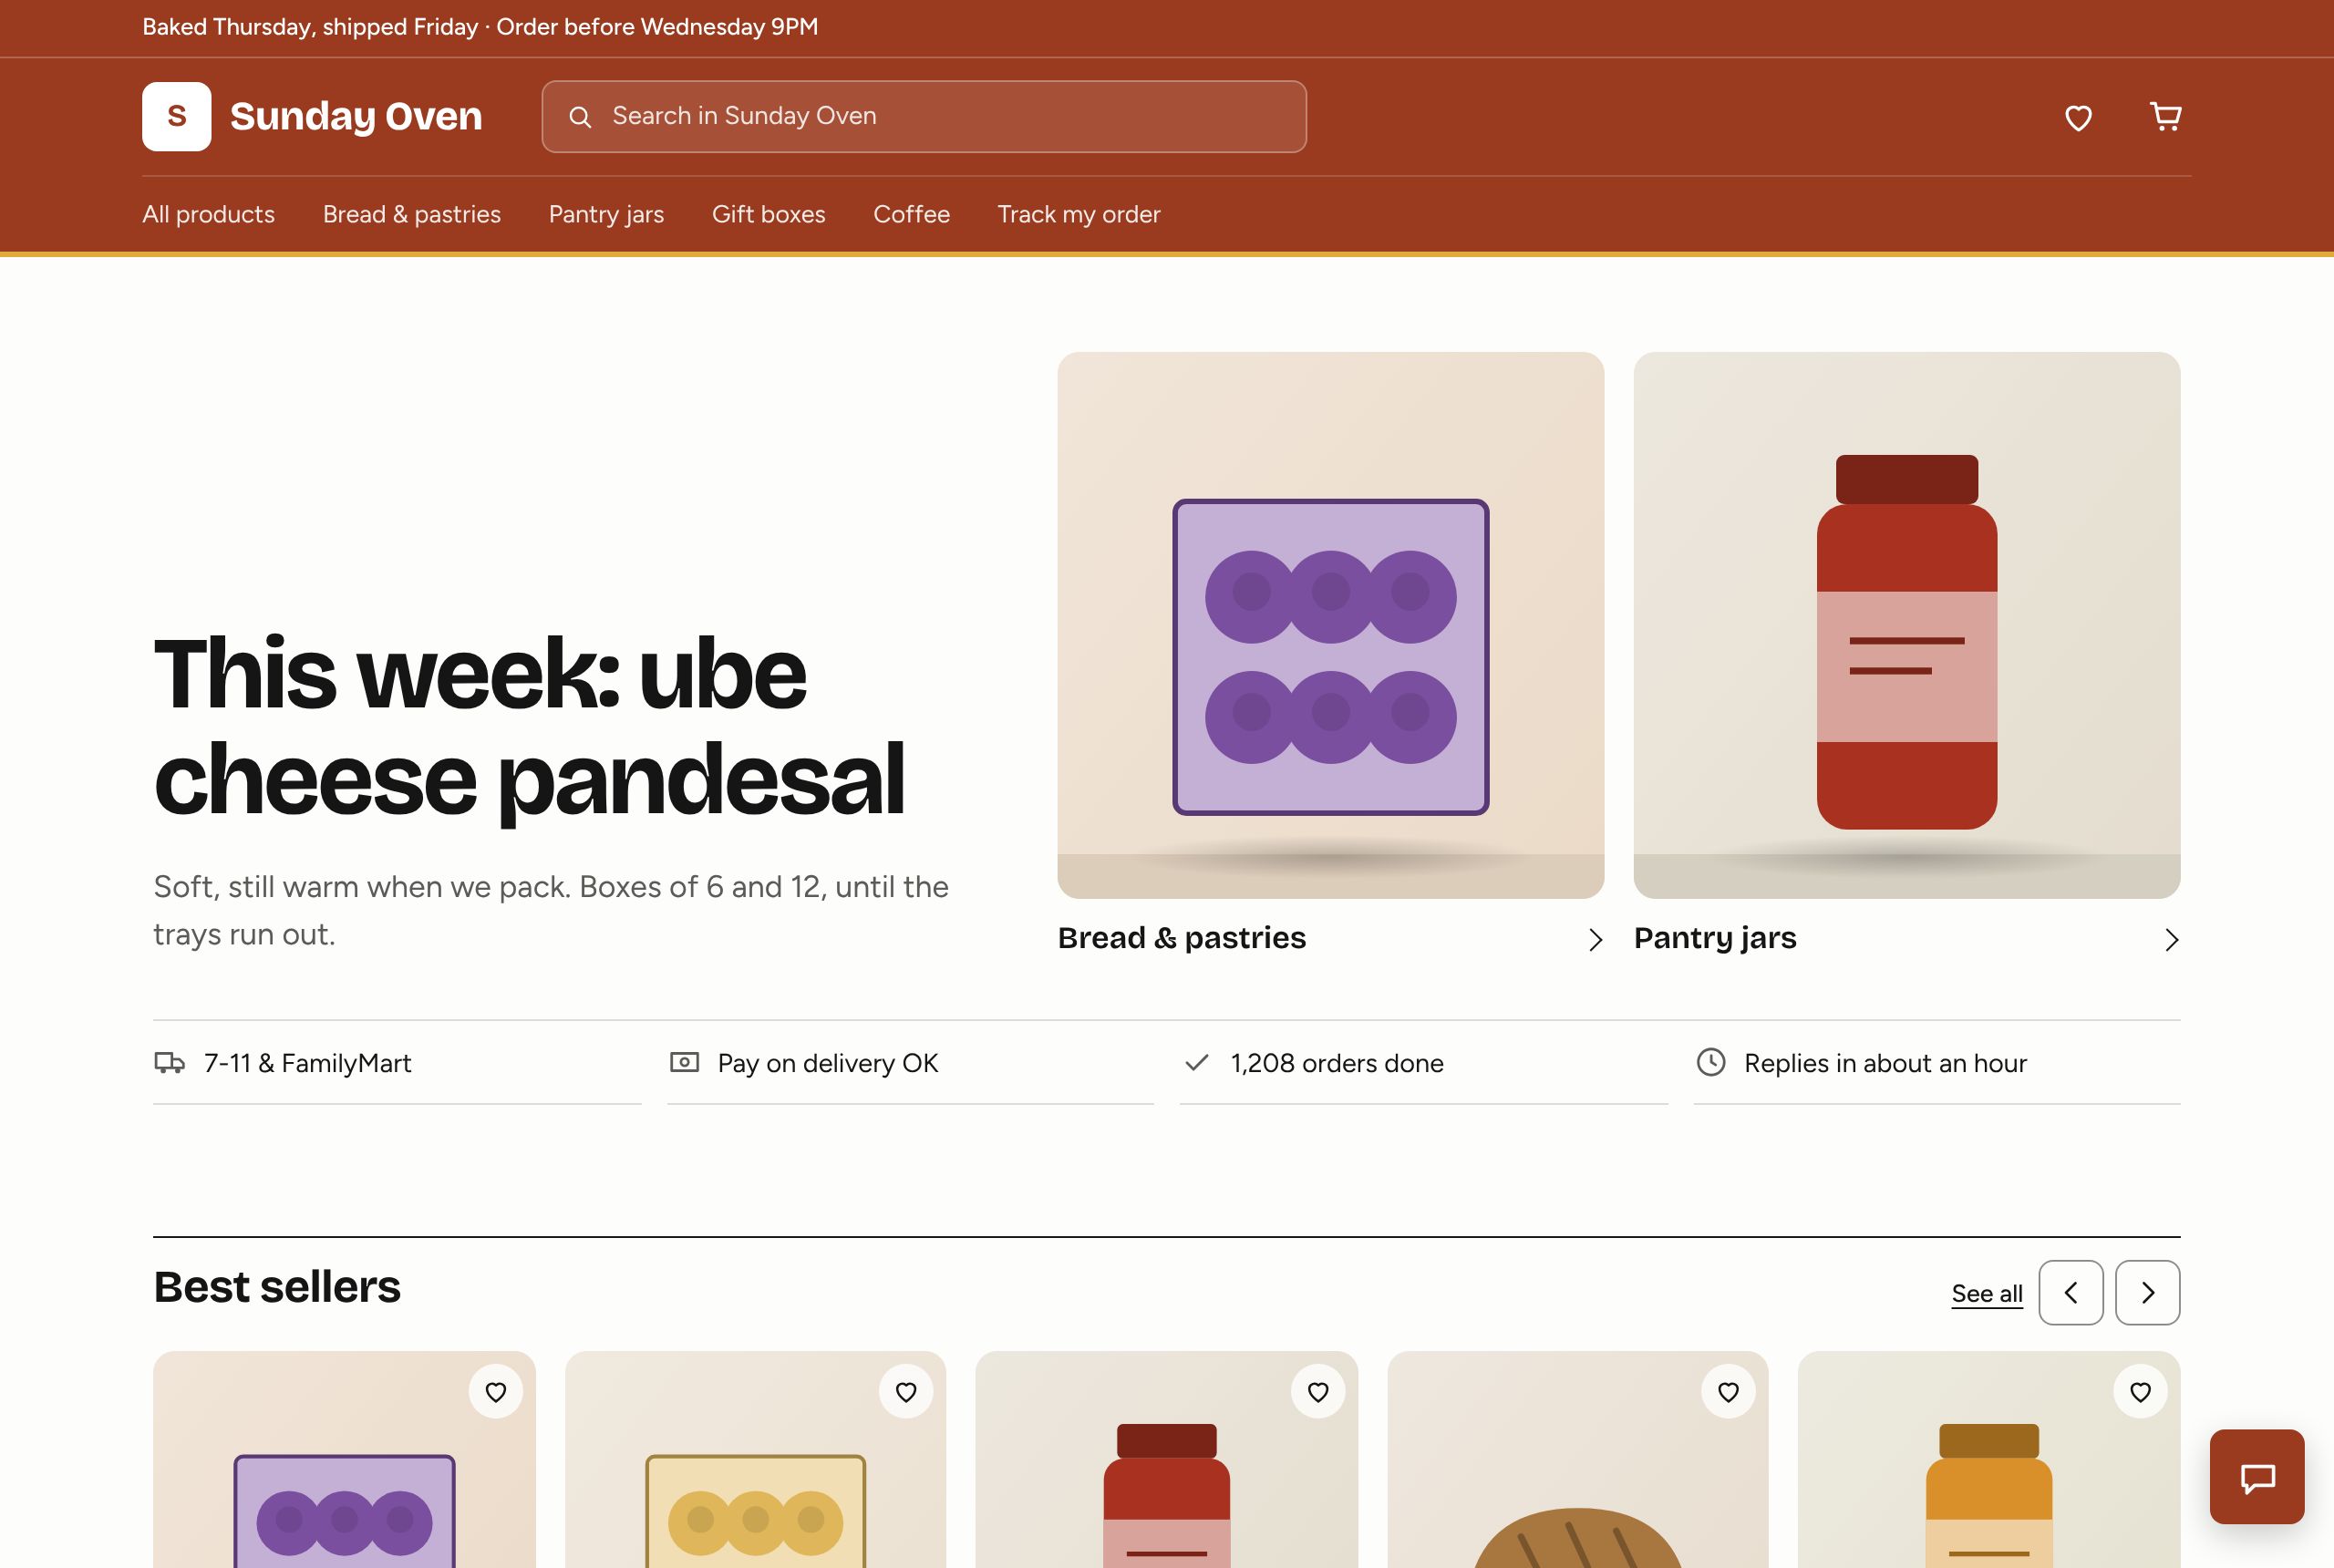 Baked Thursday, shipped Friday · Order before Wednesday 9PM
S
Sunday Oven
Search in Sunday Oven
All products
Bread & pastries
Pantry jars
Gift boxes
Coffee
Track my order
This week: ube
cheese pandesal
Soft, still warm when we pack. Boxes of 6 and 12, until the
trays run out.
Bread & pastries
Pantry jars
7-11 & FamilyMart
Pay on delivery OK
1,208 orders done
Replies in about an hour
Best sellers
See all